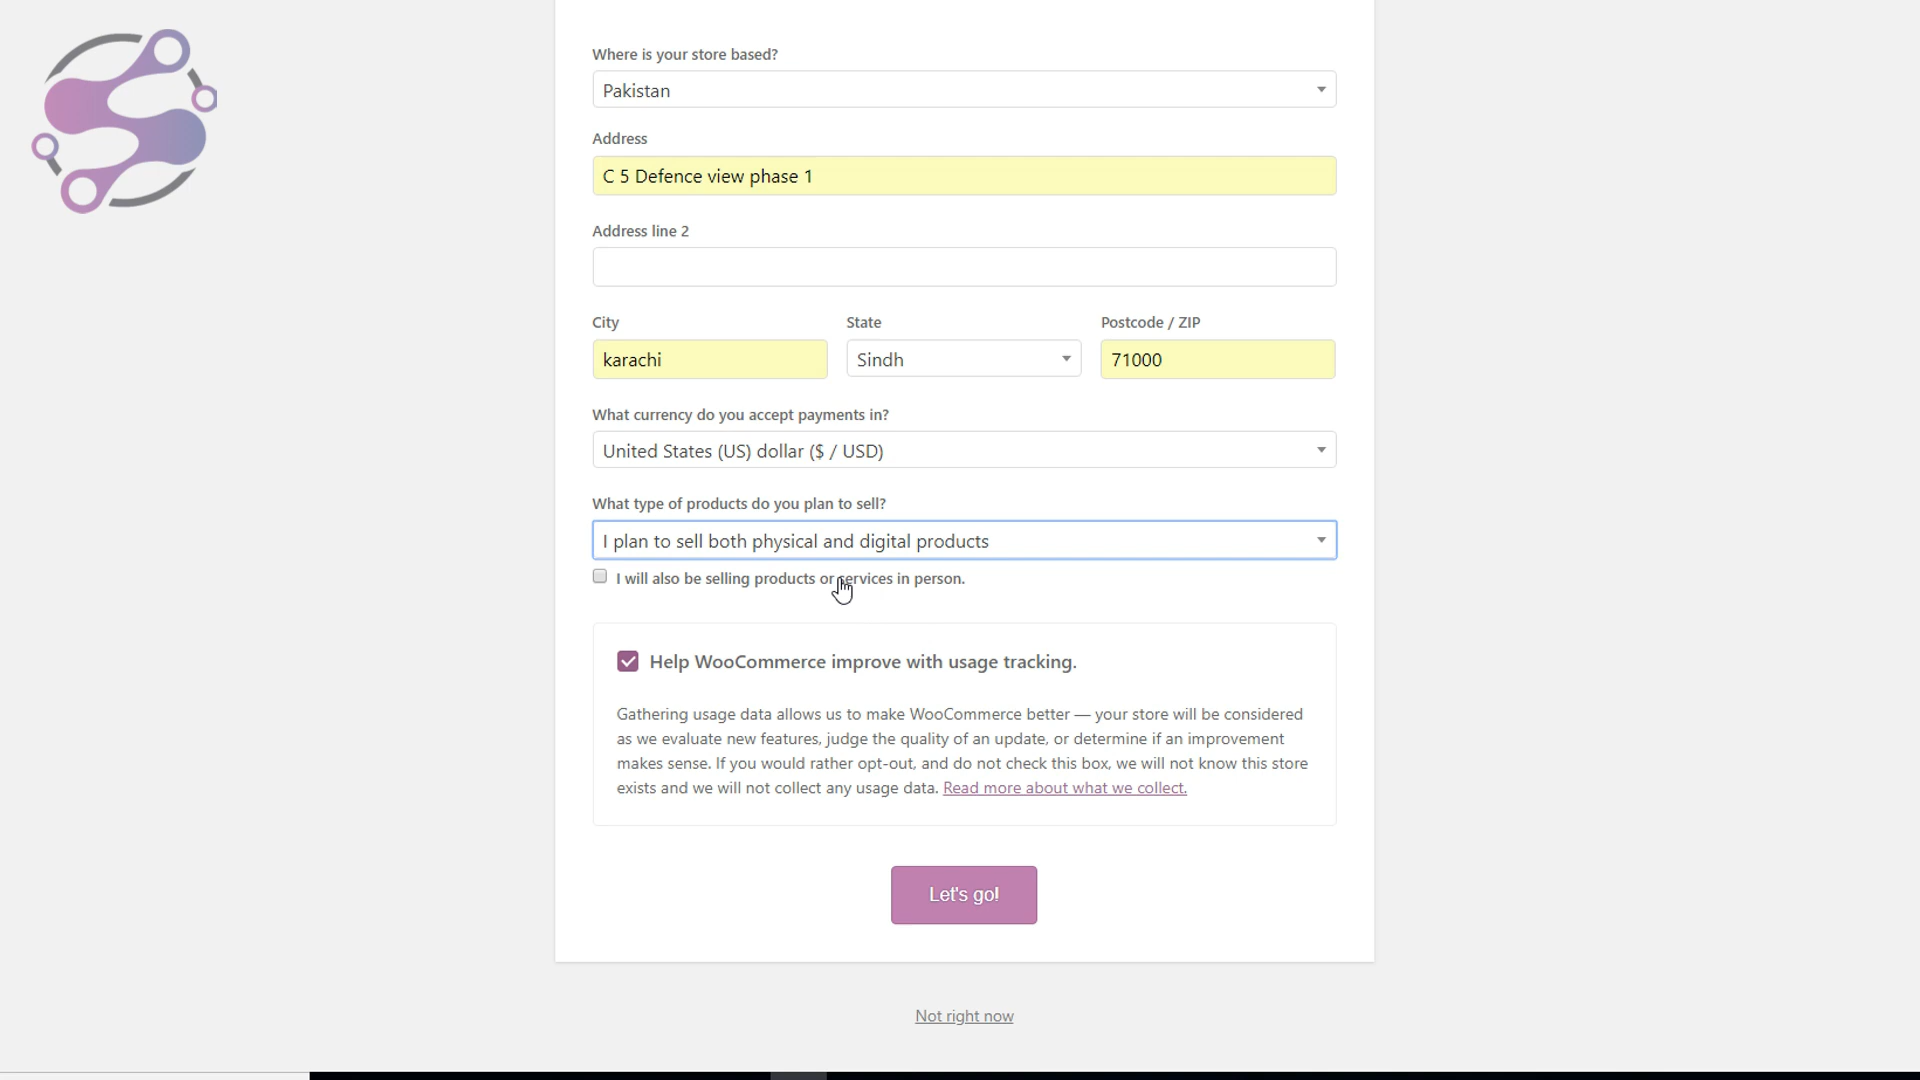 Where is your store based?
Pakistan
Address
C 5 Defence view phase 1
Address line 2
City State Postcode / ZIP
karachi Sindh 71000
What currency do you accept payments in?
United States (US) dollar ($ / USD)
What type of products do you plan to sell?
I plan to sell both physical and digital products
I will also be selling products or services in person.
Help WooCommerce improve with usage tracking.
Gathering usage data allows us to make WooCommerce better — your store will be considered
as we evaluate new features, judge the quality of an update, or determine if an improvement
makes sense. If you would rather opt-out, and do not check this box, we will not know this store
exists and we will not collect any usage data. Read more about what we collect.
Let's go!
Not right now